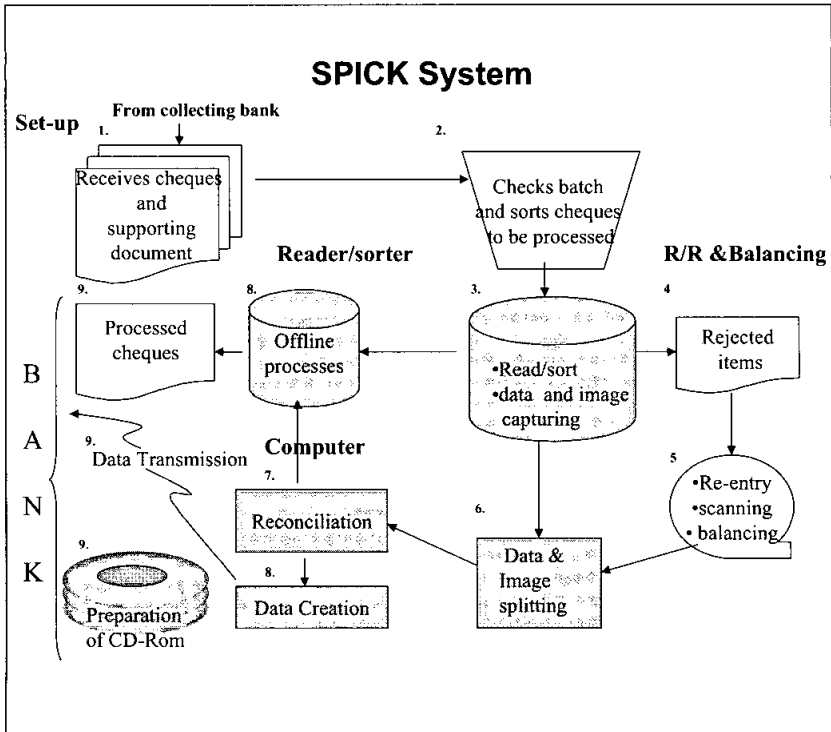 SPICK System
From collecting bank
Set-up
1.
Receives cheques
and
supporting
document
2.
Checks batch
and sorts cheques
to be processed
Reader/sorter
R/R &Balancing
9.
Processed
cheques
8.
Offline
processes
3.
•Read/sort
•data and image
capturing
4
Rejected
items
B
A
N
K
9.
Data Transmission
Computer
7.
Reconciliation
8.
Data Creation
6.
Data &
Image
splitting
5
•Re-entry
•scanning
• balancing
9.
Preparation
of CD-Rom